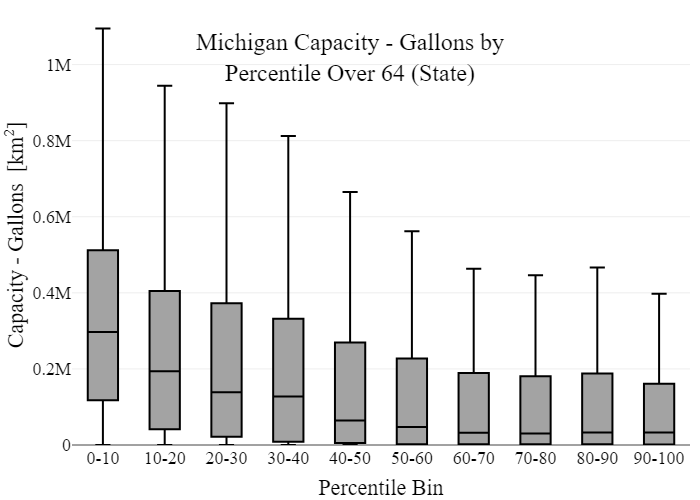 Michigan Capacity - Gallons by
Percentile Over 64 (State)
Capacity - Gallons [km²]
1M
0.8M
0.6M
0.4M
0.2M
0
0-10 10-20 20-30 30-40 40-50 50-60 60-70 70-80 80-90 90-100
Percentile Bin